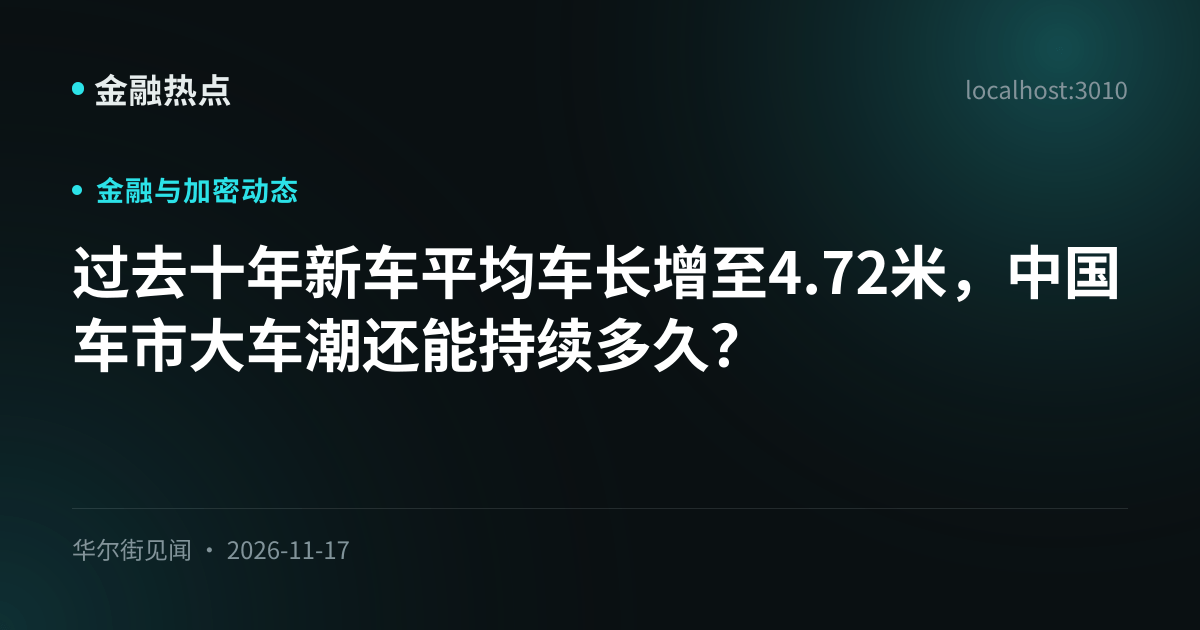 金融热点
localhost:3010
金融与加密动态
过去十年新车平均车长增至4.72米，中国
车市大车潮还能持续多久？
华尔街见闻 · 2026-11-17